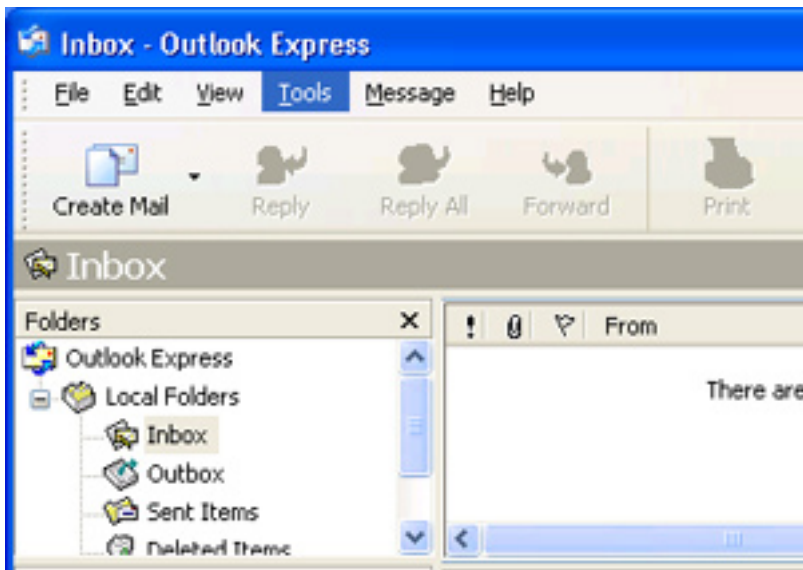 Inbox - Outlook Express
File Edit View Tools Message Help
Create Mail Reply Reply All Forward Print
Inbox
Folders
From
Outlook Express
There are
Local Folders
Inbox
Outbox
Sent Items
Deleted Items